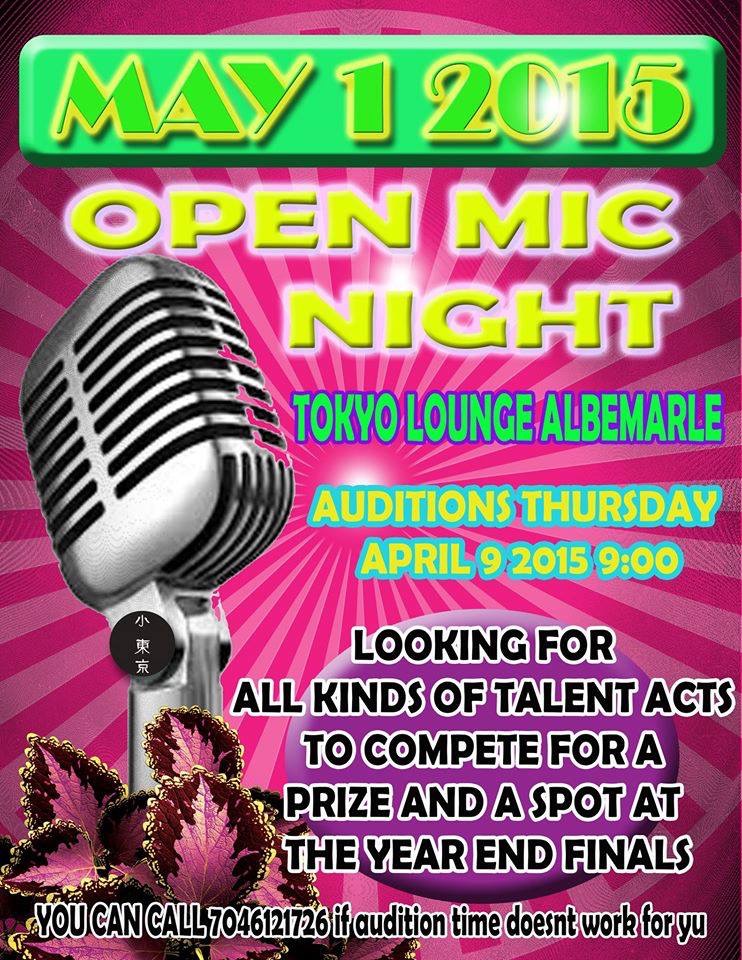 MAY 1 2015
OPEN MIC
NIGHT
TOKYO LOUNGE ALBEMARLE
AUDITIONS THURSDAY
APRIL 9 2015 9:00
小
東
京
LOOKING FOR
ALL KINDS OF TALENT ACTS
TO COMPETE FOR A
PRIZE AND A SPOT AT
THE YEAR END FINALS
YOU CAN CALL 7046121726 if audition time doesnt work for yu